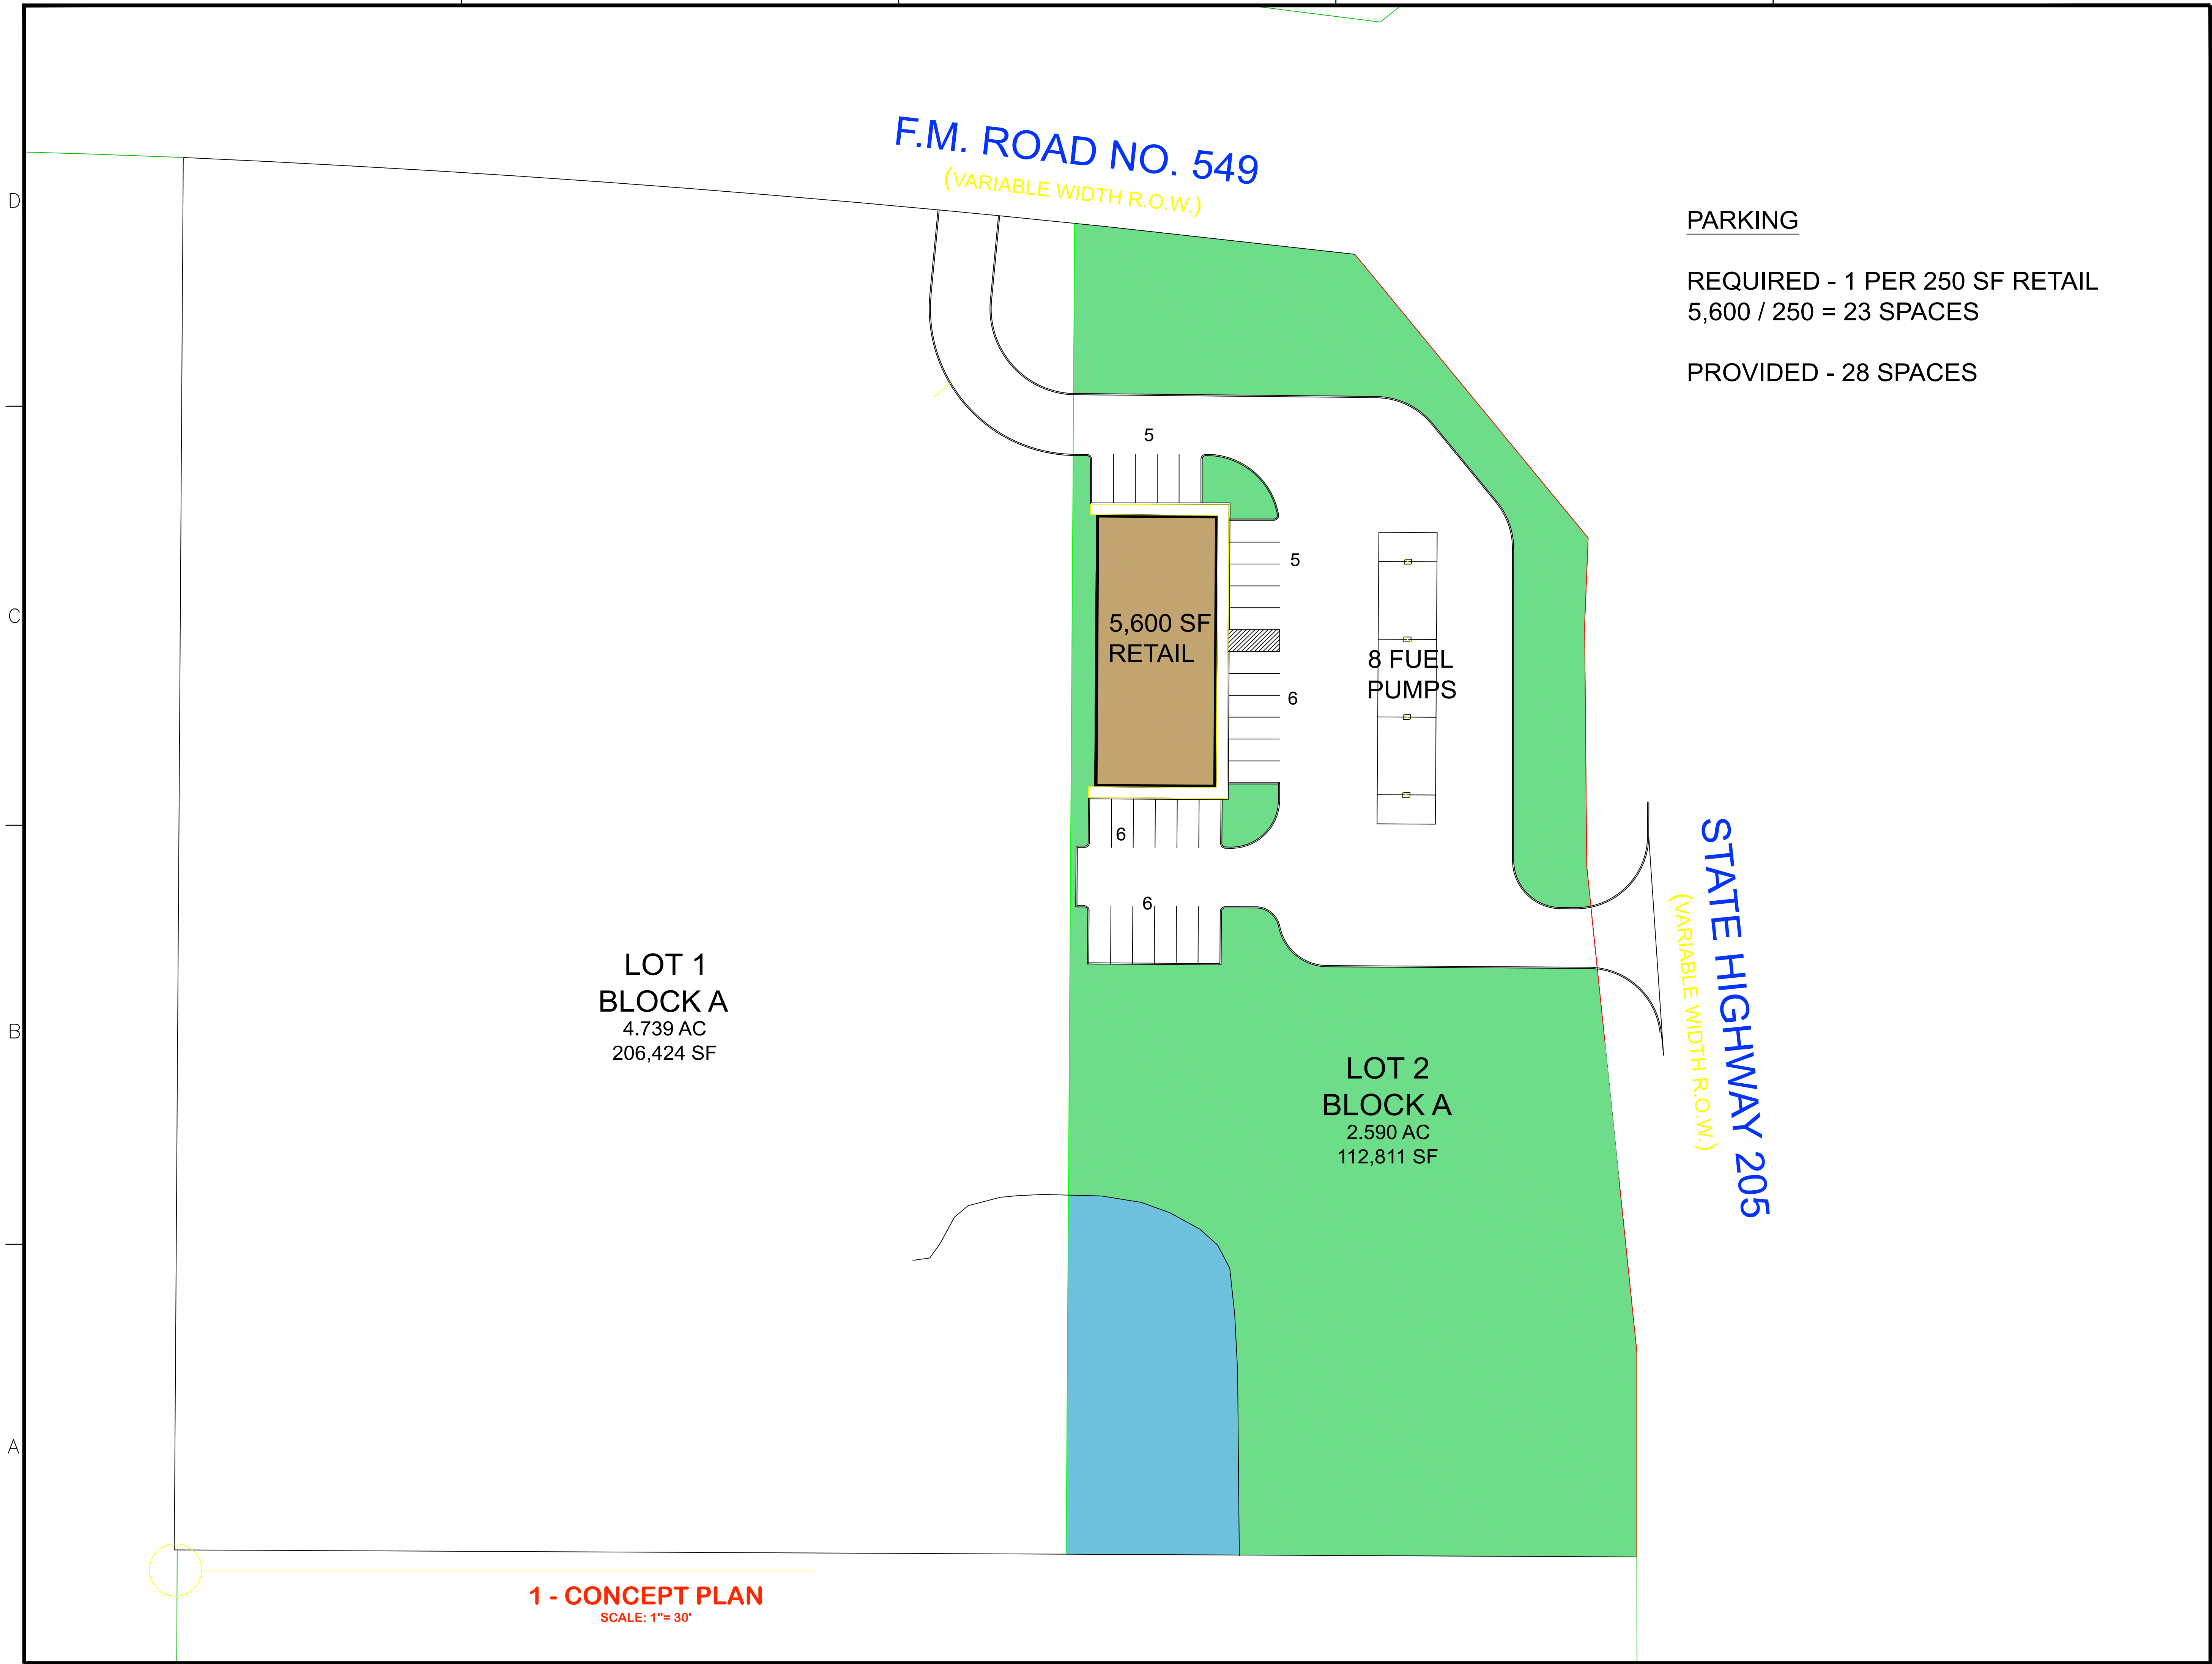 F.M. ROAD NO. 549
(VARIABLE WIDTH R.O.W.)
PARKING
REQUIRED - 1 PER 250 SF RETAIL
5,600 / 250 = 23 SPACES
PROVIDED - 28 SPACES
D
C
B
A
5
5
5,600 SF
RETAIL
8 FUEL
PUMPS
6
6
6
STATE HIGHWAY 205
(VARIABLE WIDTH R.O.W.)
LOT 1
BLOCK A
4.739 AC
206,424 SF
LOT 2
BLOCK A
2.590 AC
112,811 SF
1 - CONCEPT PLAN
SCALE: 1"= 30'